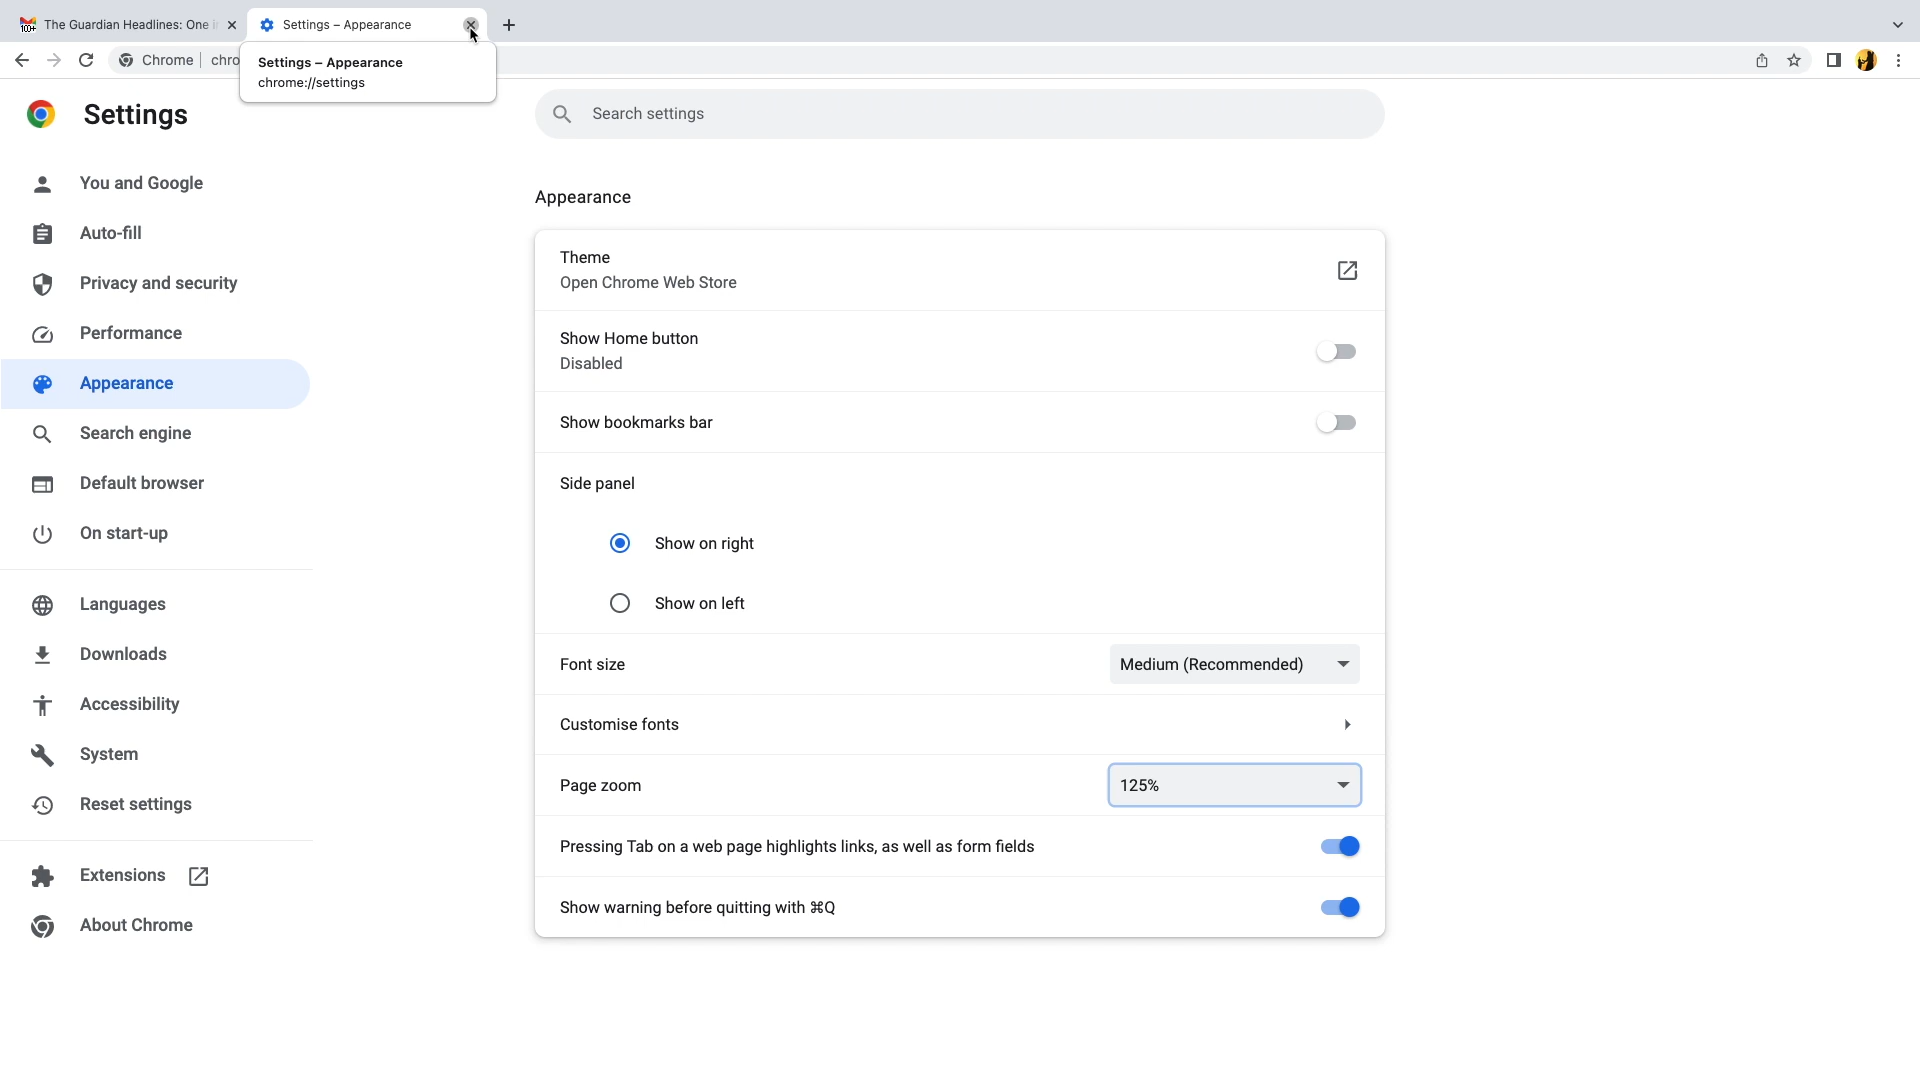 100+
The Guardian Headlines: One i
Settings – Appearance
Chrome
chro
Settings – Appearance
chrome://settings
Settings
Search settings
You and Google
Auto-fill
Privacy and security
Performance
Appearance
Search engine
Default browser
On start-up
Languages
Downloads
Accessibility
System
Reset settings
Extensions
About Chrome
Appearance
Theme
Open Chrome Web Store
Show Home button
Disabled
Show bookmarks bar
Side panel
Show on right
Show on left
Font size
Medium (Recommended)
Customise fonts
Page zoom
125%
Pressing Tab on a web page highlights links, as well as form fields
Show warning before quitting with ⌘Q